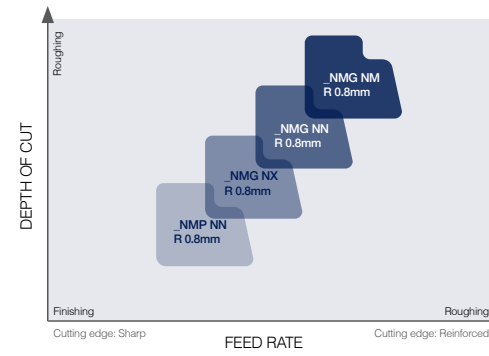 Roughing
DEPTH OF CUT
_NMG NM
R 0.8mm
_NMG NN
R 0.8mm
_NMG NX
R 0.8mm
_NMP NN
R 0.8mm
Finishing
Roughing
Cutting edge: Sharp
Cutting edge: Reinforced
FEED RATE